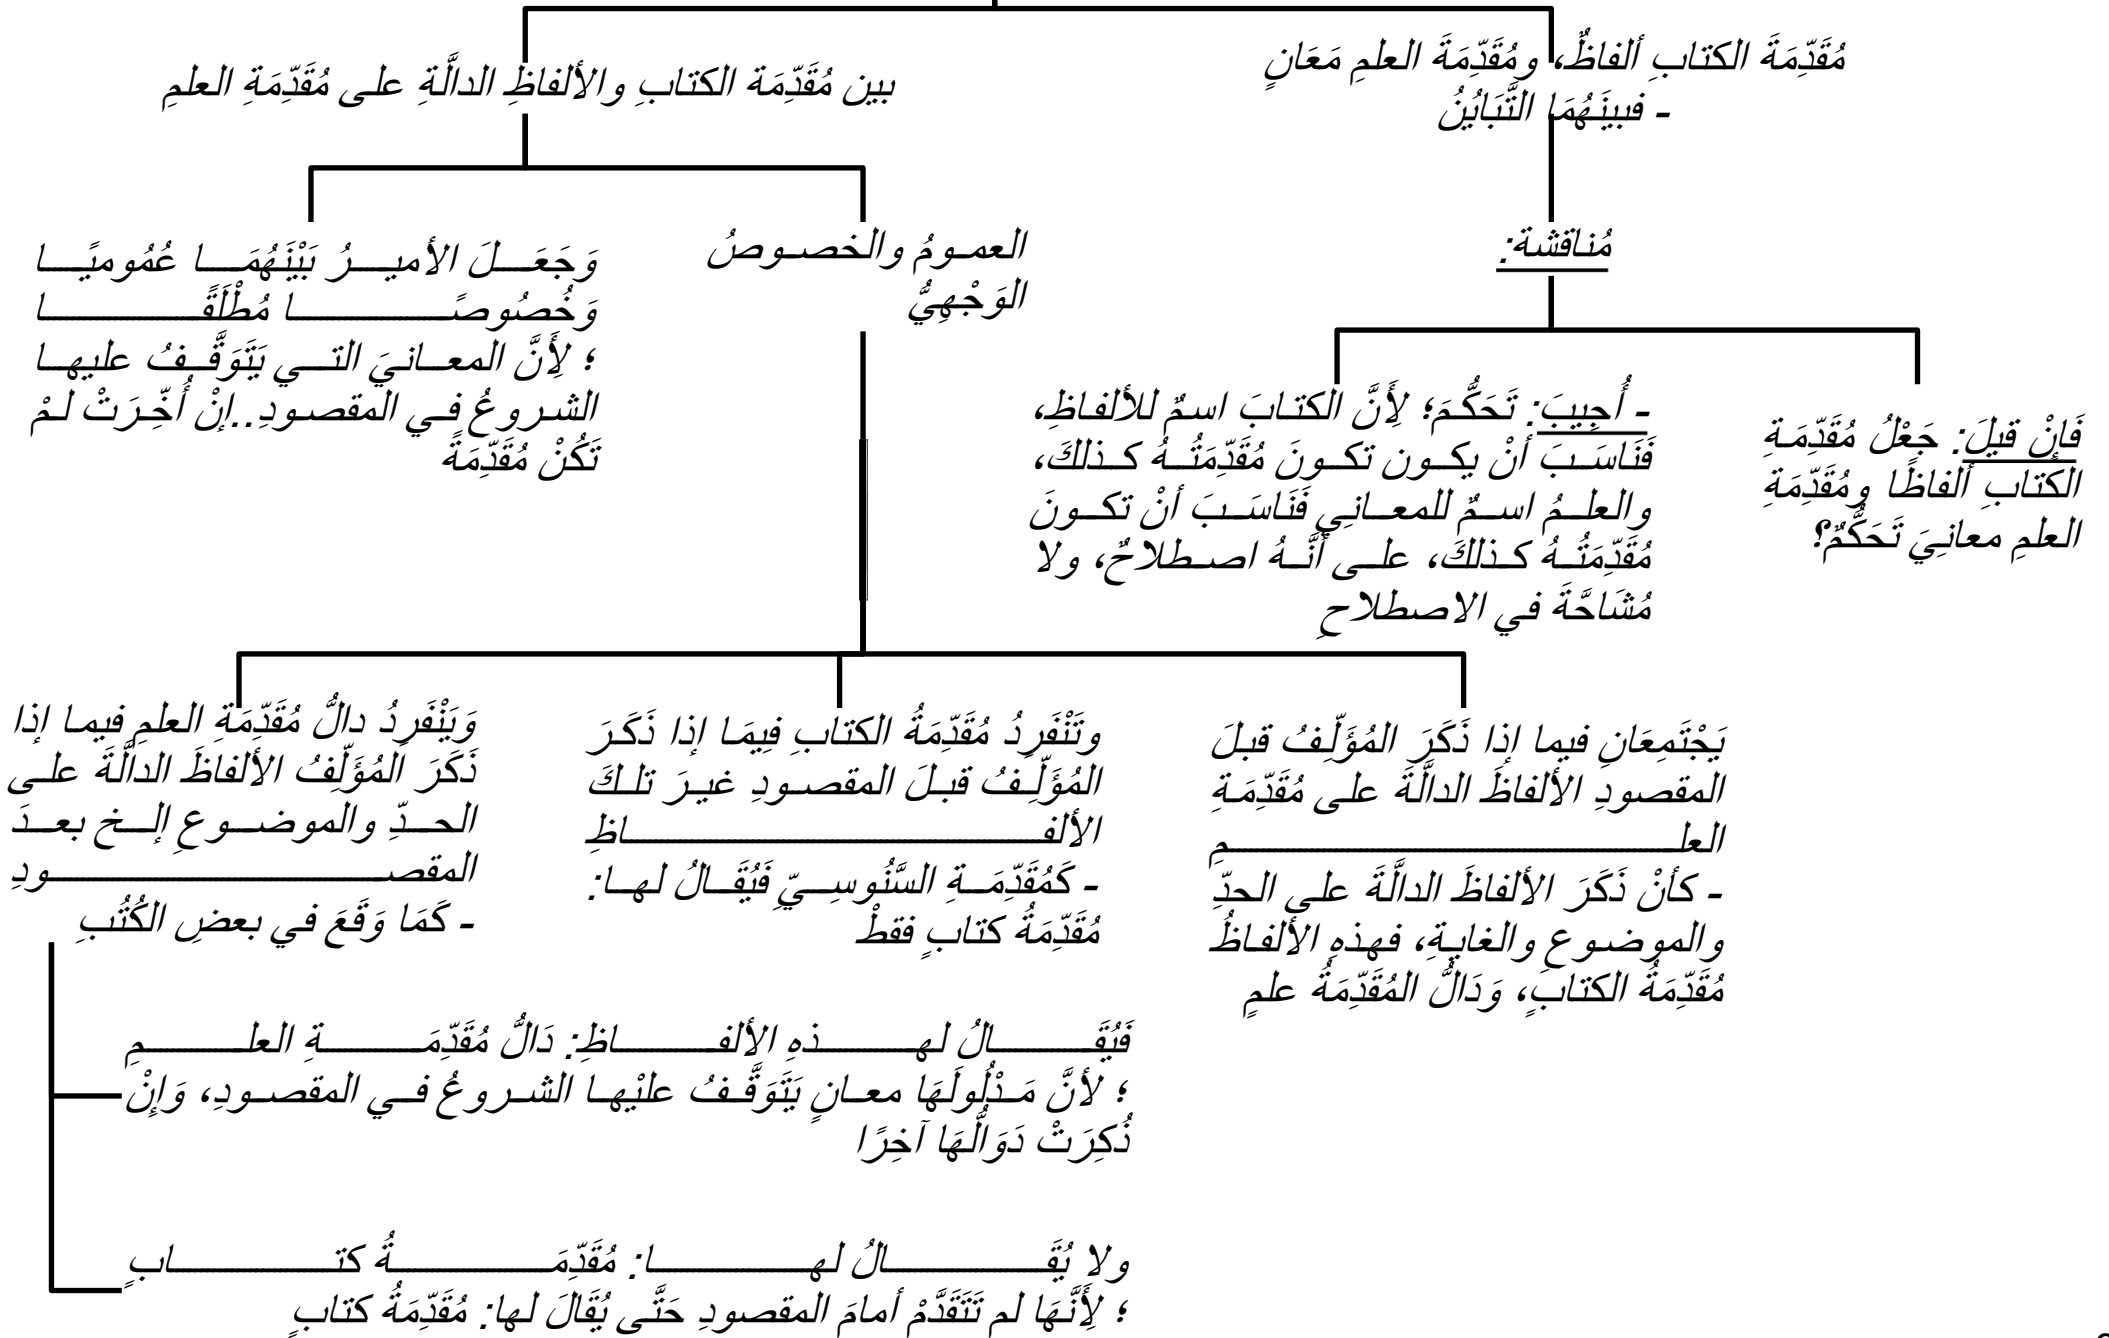 مُقَدِّمَةَ الكتابِ ألفاظٌ، ومُقَدِّمَةَ العلمِ مَعَانٍ
- فبينَهُمَا التَّبَايُنُ
بين مُقَدِّمَة الكتابِ والألفاظِ الدالَّةِ على مُقَدِّمَةِ العلمِ
مُناقشة:
فَإِنْ قيلَ: جَعْلُ مُقَدِّمَةِ
الكتابِ ألفاظًا ومُقَدِّمَةِ
العلمِ معانِيَ تَحَكُّمٌ؟
- أُجِيبَ: تَحَكُّمَ؛ لِأَنَّ الكتابَ اسمٌ للألفاظِ،
فَنَاسَبَ أنْ يكون تكونَ مُقَدِّمَتُهُ كذلكَ،
والعلمُ اسمٌ للمعانِي فَنَاسَبَ أنْ تكونَ
مُقَدِّمَتُهُ كذلكَ، على أَنَّهُ اصطلاحٌ، ولا
مُشَاحَّةَ في الاصطلاحِ
العمومُ والخصوصُ
الوَجْهِيُّ
وَجَعَلَ الأميرُ بَيْنَهُمَا عُمُوميًا
وَخُصُوصًا مُطْلَقًا
؛ لِأَنَّ المعانيَ التي يَتَوَقَّفُ عليها
الشروعُ في المقصودِ..إنْ أُخِّرَتْ لمْ
تَكُنْ مُقَدِّمَةً
يَجْتَمِعَانِ فيما إذا ذَكَرَ المُؤَلِّفُ قبلَ
المقصودِ الألفاظَ الدالَّةَ على مُقَدِّمَةِ
العلمِ
- كأنْ ذَكَرَ الألفاظَ الدالَّةَ على الحدِّ
والموضوعِ والغايةِ، فهذهِ الألفاظُ
مُقَدِّمَةُ الكتابٍ، وَدَالُّ المُقَدِّمَةُ علمٍ
وتَنْفَرِدُ مُقَدِّمَةُ الكتابِ فِيمَا إذا ذَكَرَ
المُؤَلِّفُ قبلَ المقصودِ غيرَ تلكَ
الألفاظِ
- كَمُقَدِّمَةِ السَّنُوسِيِّ فَيُقَالُ لها:
مُقَدِّمَةُ كتابٍ فقطْ
وَيَنْفَرِدُ دالُّ مُقَدِّمَةِ العلمِ فيما إذا
ذَكَرَ المُؤَلِّفُ الألفاظَ الدالَّةَ على
الحدِّ والموضوعِ إلخ بعدَ
المقصودِ
- كَمَا وَقَعَ في بعضِ الكُتُبِ
فَيُقَالُ لهذهِ الألفاظِ: دَالُّ مُقَدِّمَةِ العلمِ
؛ لأنَّ مَدْلُولَهَا معانٍ يَتَوَقَّفُ عليْها الشروعُ في المقصودِ، وَإِنْ
ذُكِرَتْ دَوَالُّهَا آخِرًا
ولا يُقَالُ لها: مُقَدِّمَةُ كتابٍ
؛ لِأَنَّهَا لم تَتَقَدَّمْ أمامَ المقصودِ حَتَّى يُقَالَ لها: مُقَدِّمَةُ كتابٍ